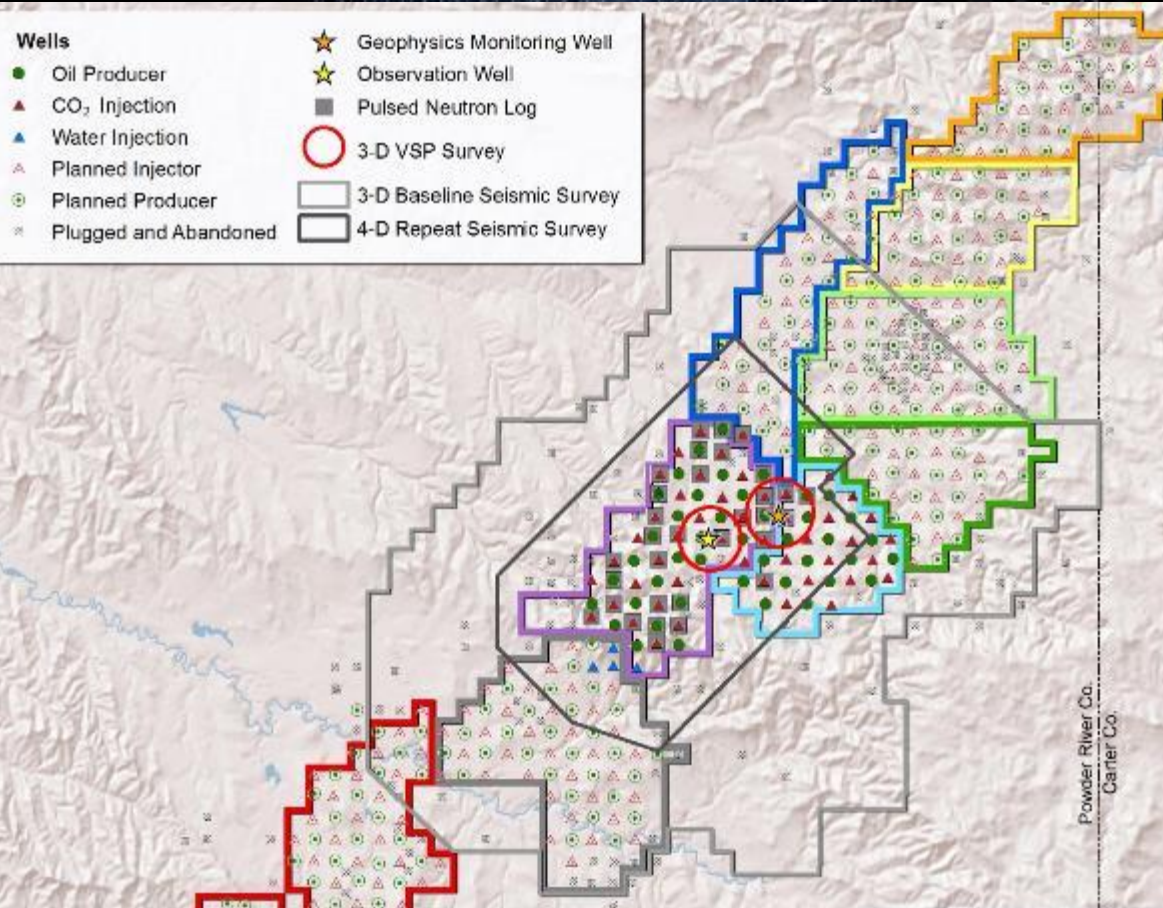 Wells
Oil Producer
CO₂ Injection
Water Injection
Planned Injector
Planned Producer
Plugged and Abandoned
Geophysics Monitoring Well
Observation Well
Pulsed Neutron Log
3-D VSP Survey
3-D Baseline Seismic Survey
4-D Repeat Seismic Survey
Powder River Co.
Carter Co.